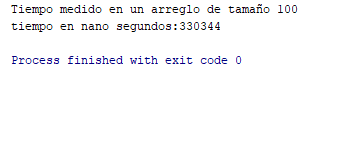 Tiempo medido en un arreglo de tamaño 100
tiempo en nano segundos:330344
Process finished with exit code 0